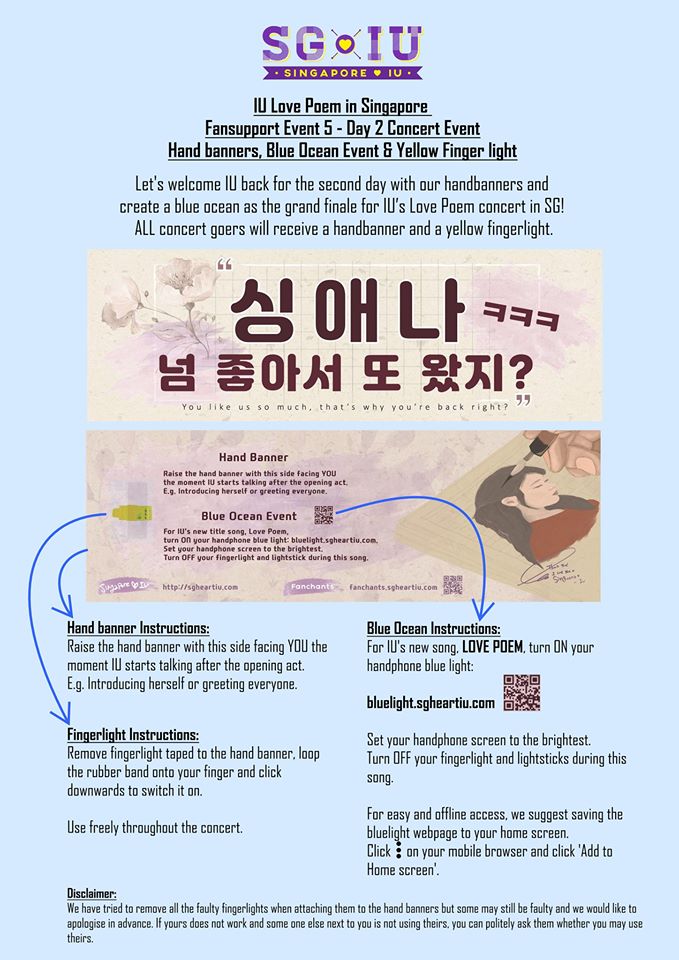 SG IU
SINGAPORE IU
IU Love Poem in Singapore
Fansupport Event 5 - Day 2 Concert Event
Hand banners, Blue Ocean Event & Yellow Finger light
Let's welcome IU back for the second day with our handbanners and
create a blue ocean as the grand finale for IU's Love Poem concert in SG!
ALL concert goers will receive a handbanner and a yellow fingerlight.
“싱애나 ㅋㅋㅋ
넘 좋아서 또 왔지?”
You like us so much, that's why you're back right?
Hand Banner
Raise the hand banner with this side facing YOU
the moment IU starts talking after the opening act.
E.g. Introducing herself or greeting everyone.
Blue Ocean Event
For IU's new title song, Love Poem,
turn ON your handphone blue light: bluelight.sgheartiu.com,
Set your handphone screen to the brightest.
Turn OFF your fingerlight and lightstick during this song.
SINGAPORE IU http://sgheartiu.com Fanchants fanchants.sgheartiu.com
Hand banner Instructions:
Raise the hand banner with this side facing YOU the
moment IU starts talking after the opening act.
E.g. Introducing herself or greeting everyone.
Fingerlight Instructions:
Remove fingerlight taped to the hand banner, loop
the rubber band onto your finger and click
downwards to switch it on.
Use freely throughout the concert.
Blue Ocean Instructions:
For IU's new song, LOVE POEM, turn ON your
handphone blue light:
bluelight.sgheartiu.com
Set your handphone screen to the brightest.
Turn OFF your fingerlight and lightsticks during this
song.
For easy and offline access, we suggest saving the
bluelight webpage to your home screen.
Click ⋮ on your mobile browser and click 'Add to
Home screen'.
Disclaimer:
We have tried to remove all the faulty fingerlights when attaching them to the hand banners but some may still be faulty and we would like to
apologise in advance. If yours does not work and some one else next to you is not using theirs, you can politely ask them whether you may use
theirs.